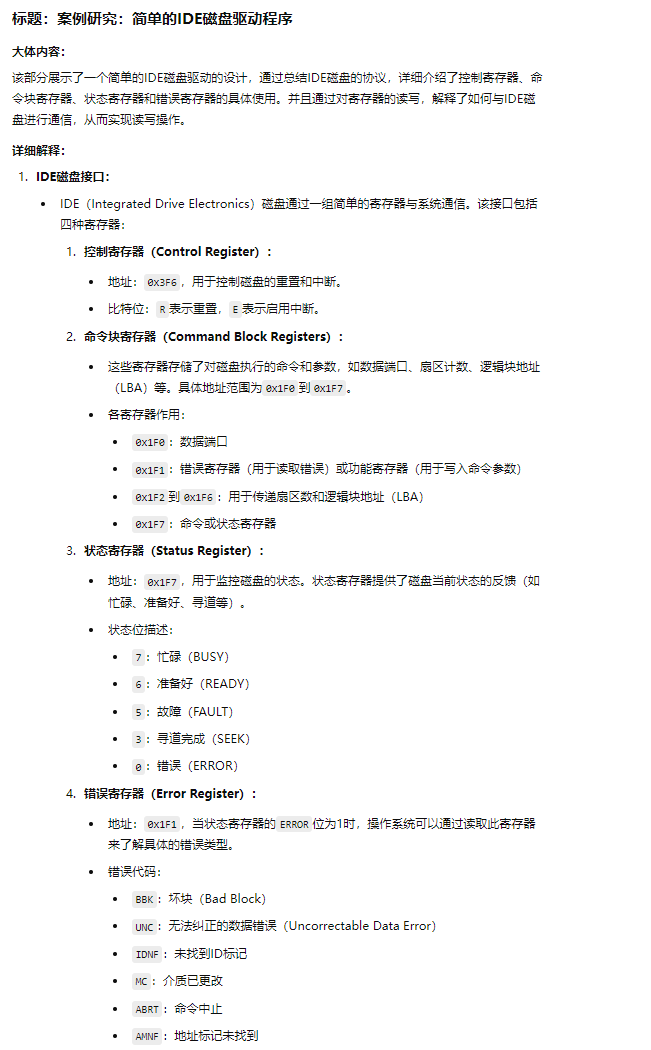 标题：案例研究：简单的IDE磁盘驱动程序
大体内容：
该部分展示了一个简单的IDE磁盘驱动的设计，通过总结IDE磁盘的协议，详细介绍了控制寄存器、命
令块寄存器、状态寄存器和错误寄存器的具体使用。并且通过对寄存器的读写，解释了如何与IDE磁
盘进行通信，从而实现读写操作。
详细解释：
1. IDE磁盘接口：
• IDE（Integrated Drive Electronics）磁盘通过一组简单的寄存器与系统通信。该接口包括
四种寄存器：
1. 控制寄存器（Control Register）：
• 地址：0x3F6，用于控制磁盘的重置和中断。
• 比特位：R 表示重置，E 表示启用中断。
2. 命令块寄存器（Command Block Registers）：
• 这些寄存器存储了对磁盘执行的命令和参数，如数据端口、扇区计数、逻辑块地址
（LBA）等。具体地址范围为 0x1F0 到 0x1F7。
• 各寄存器作用：
• 0x1F0：数据端口
• 0x1F1：错误寄存器（用于读取错误）或功能寄存器（用于写入命令参数）
• 0x1F2 到 0x1F6：用于传递扇区数和逻辑块地址（LBA）
• 0x1F7：命令或状态寄存器
3. 状态寄存器（Status Register）：
• 地址：0x1F7，用于监控磁盘的状态。状态寄存器提供了磁盘当前状态的反馈（如
忙碌、准备好、寻道等）。
• 状态位描述：
• 7：忙碌（BUSY）
• 6：准备好（READY）
• 5：故障（FAULT）
• 3：寻道完成（SEEK）
• 0：错误（ERROR）
4. 错误寄存器（Error Register）：
• 地址：0x1F1，当状态寄存器的 ERROR 位为1时，操作系统可以通过读取此寄存器
来了解具体的错误类型。
• 错误代码：
• BBK：坏块（Bad Block）
• UNC：无法纠正的数据错误（Uncorrectable Data Error）
• IDNF：未找到ID标记
• MC：介质已更改
• ABRT：命令中止
• AMNF：地址标记未找到